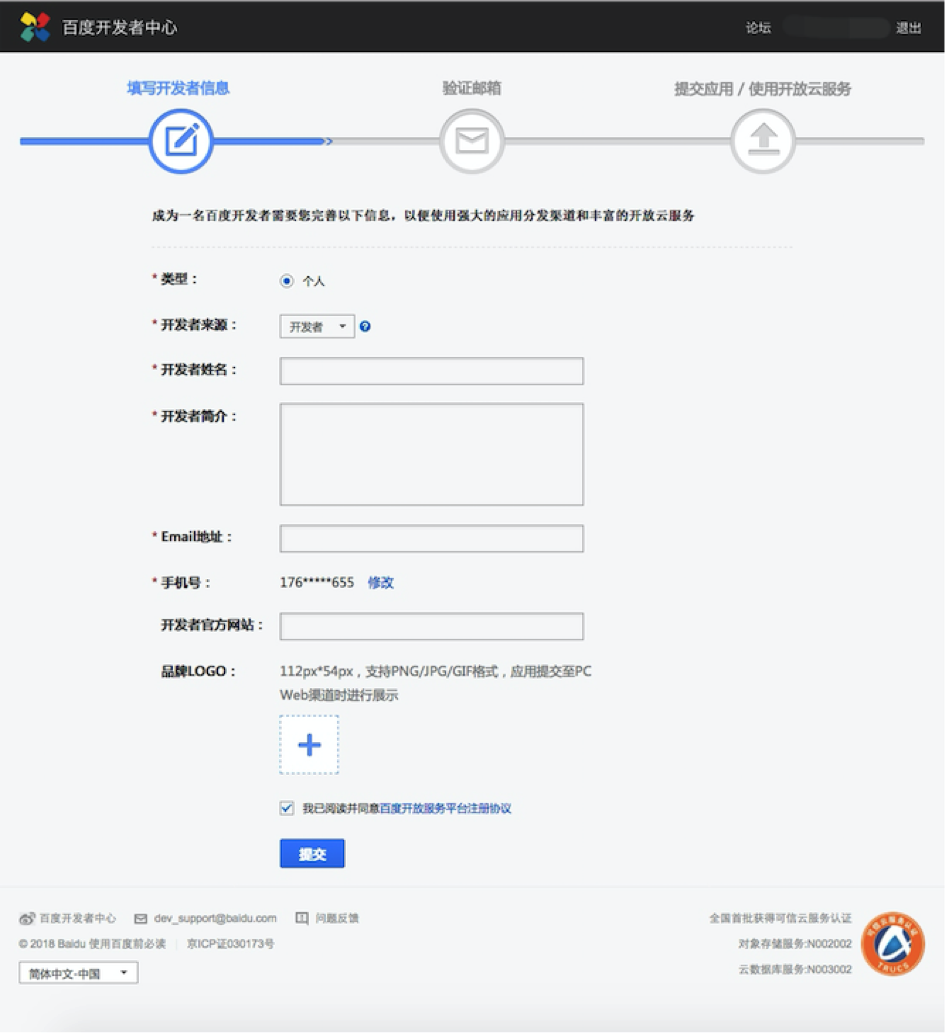 百度开发者中心
论坛
退出
填写开发者信息
验证邮箱
提交应用 / 使用开放云服务
成为一名百度开发者需要您完善以下信息，以便使用强大的应用分发渠道和丰富的开放云服务
* 类型：
个人
* 开发者来源：
开发者
* 开发者姓名：
* 开发者简介：
* Email地址：
* 手机号：
176*****655 修改
开发者官方网站：
品牌LOGO：
112px*54px，支持PNG/JPG/GIF格式，应用提交至PC
Web渠道时进行展示
我已阅读并同意百度开放服务平台注册协议
提交
百度开发者中心 dev_support@baidu.com 问题反馈
© 2018 Baidu 使用百度前必读 京ICP证030173号
简体中文-中国
全国首批获得可信云服务认证
对象存储服务:N002002
云数据库服务:N003002
可信云服务认证
TRUCS